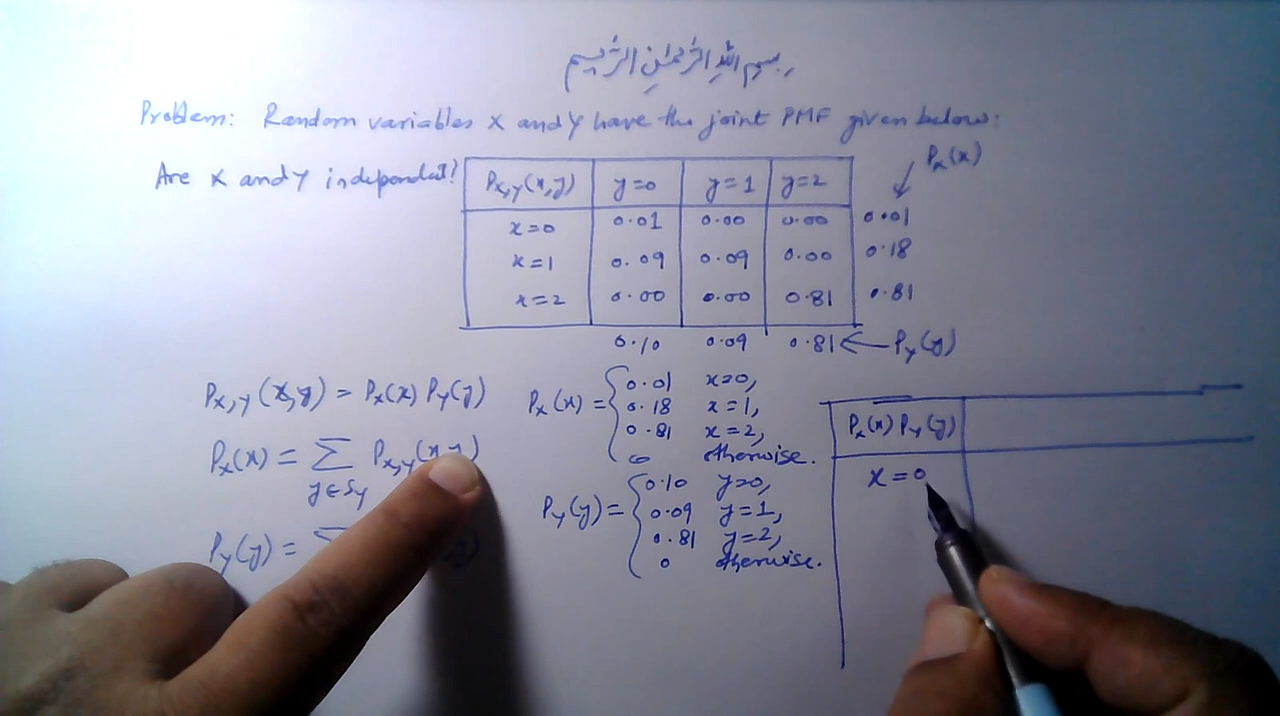 بسم الله الرحمٰن الرحيم
Problem: Random variables X and Y have the joint PMF given below:
Are X and Y independent?
P_X(x)
P_{X,Y}(x,y) y=0 y=1 y=2
x=0 0.01 0.00 0.00 0.01
x=1 0.09 0.09 0.00 0.18
x=2 0.00 0.00 0.81 0.81
0.10 0.09 0.81 ← P_Y(y)
P_{X,Y}(x,y) = P_X(x) P_Y(y)
P_X(x) = ∑ P_{X,Y}(x,y)
y∈S_Y
P_Y(y) = ∑
P_X(x) = { 0.01 x=0,
0.18 x=1,
0.81 x=2,
0 otherwise.
P_Y(y) = { 0.10 y=0,
0.09 y=1,
0.81 y=2,
0 otherwise.
P_X(x) P_Y(y)
x=0